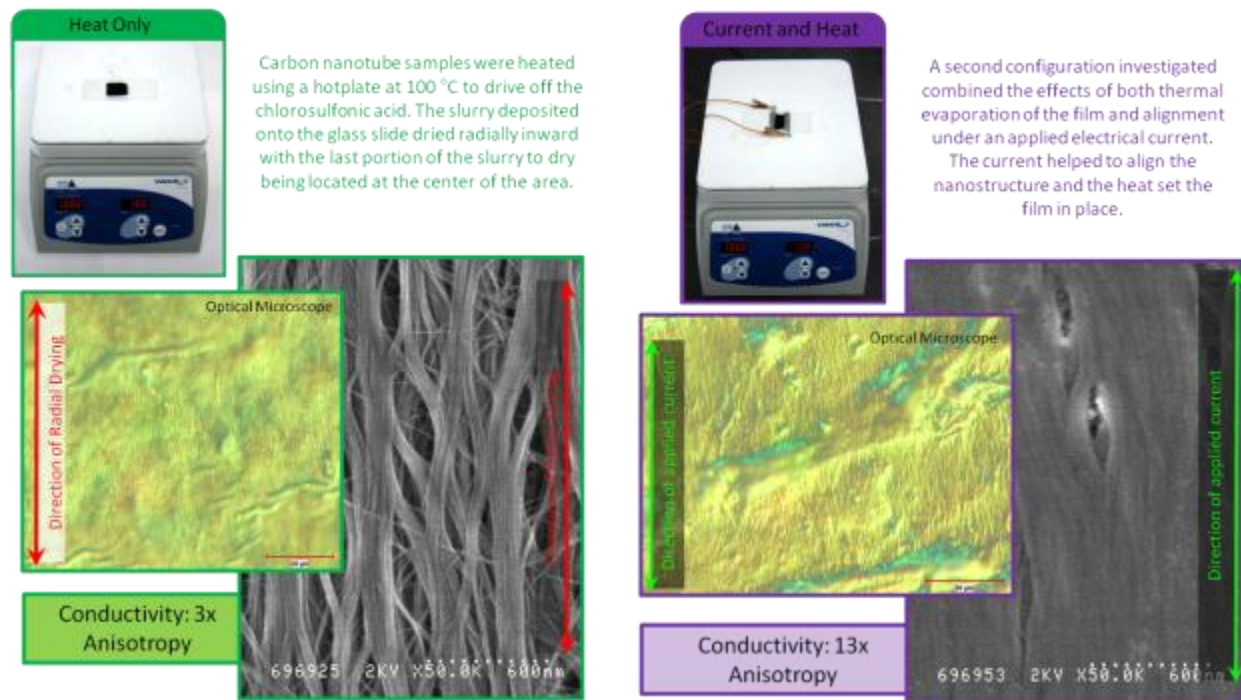 Heat Only
Carbon nanotube samples were heated
using a hotplate at 100 °C to drive off the
chlorosulfonic acid. The slurry deposited
onto the glass slide dried radially inward
with the last portion of the slurry to dry
being located at the center of the area.
Optical Microscope
Direction of Radial Drying
Conductivity: 3x
Anisotropy
696925 2KV X50.0K 600nm
Current and Heat
A second configuration investigated
combined the effects of both thermal
evaporation of the film and alignment
under an applied electrical current.
The current helped to align the
nanostructure and the heat set the
film in place.
Optical Microscope
Direction of applied current
Direction of applied current
Conductivity: 13x
Anisotropy
696953 2KV X50.0K